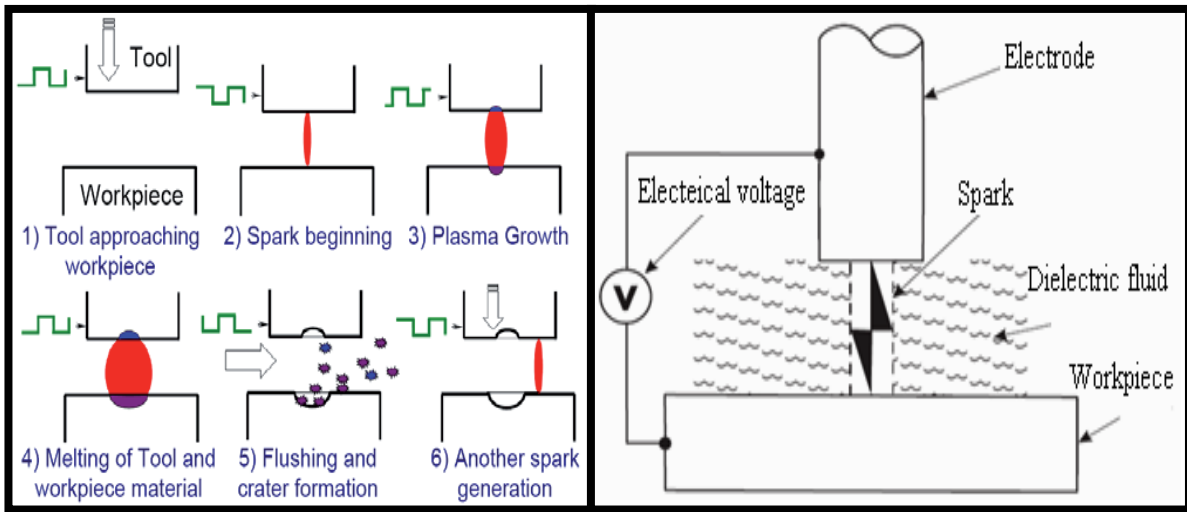 Tool
Workpiece
1) Tool approaching
workpiece
2) Spark beginning
3) Plasma Growth
4) Melting of Tool and
workpiece material
5) Flushing and
crater formation
6) Another spark
generation
Electrode
Electeical voltage
Spark
V
Dielectric fluid
Workpiece